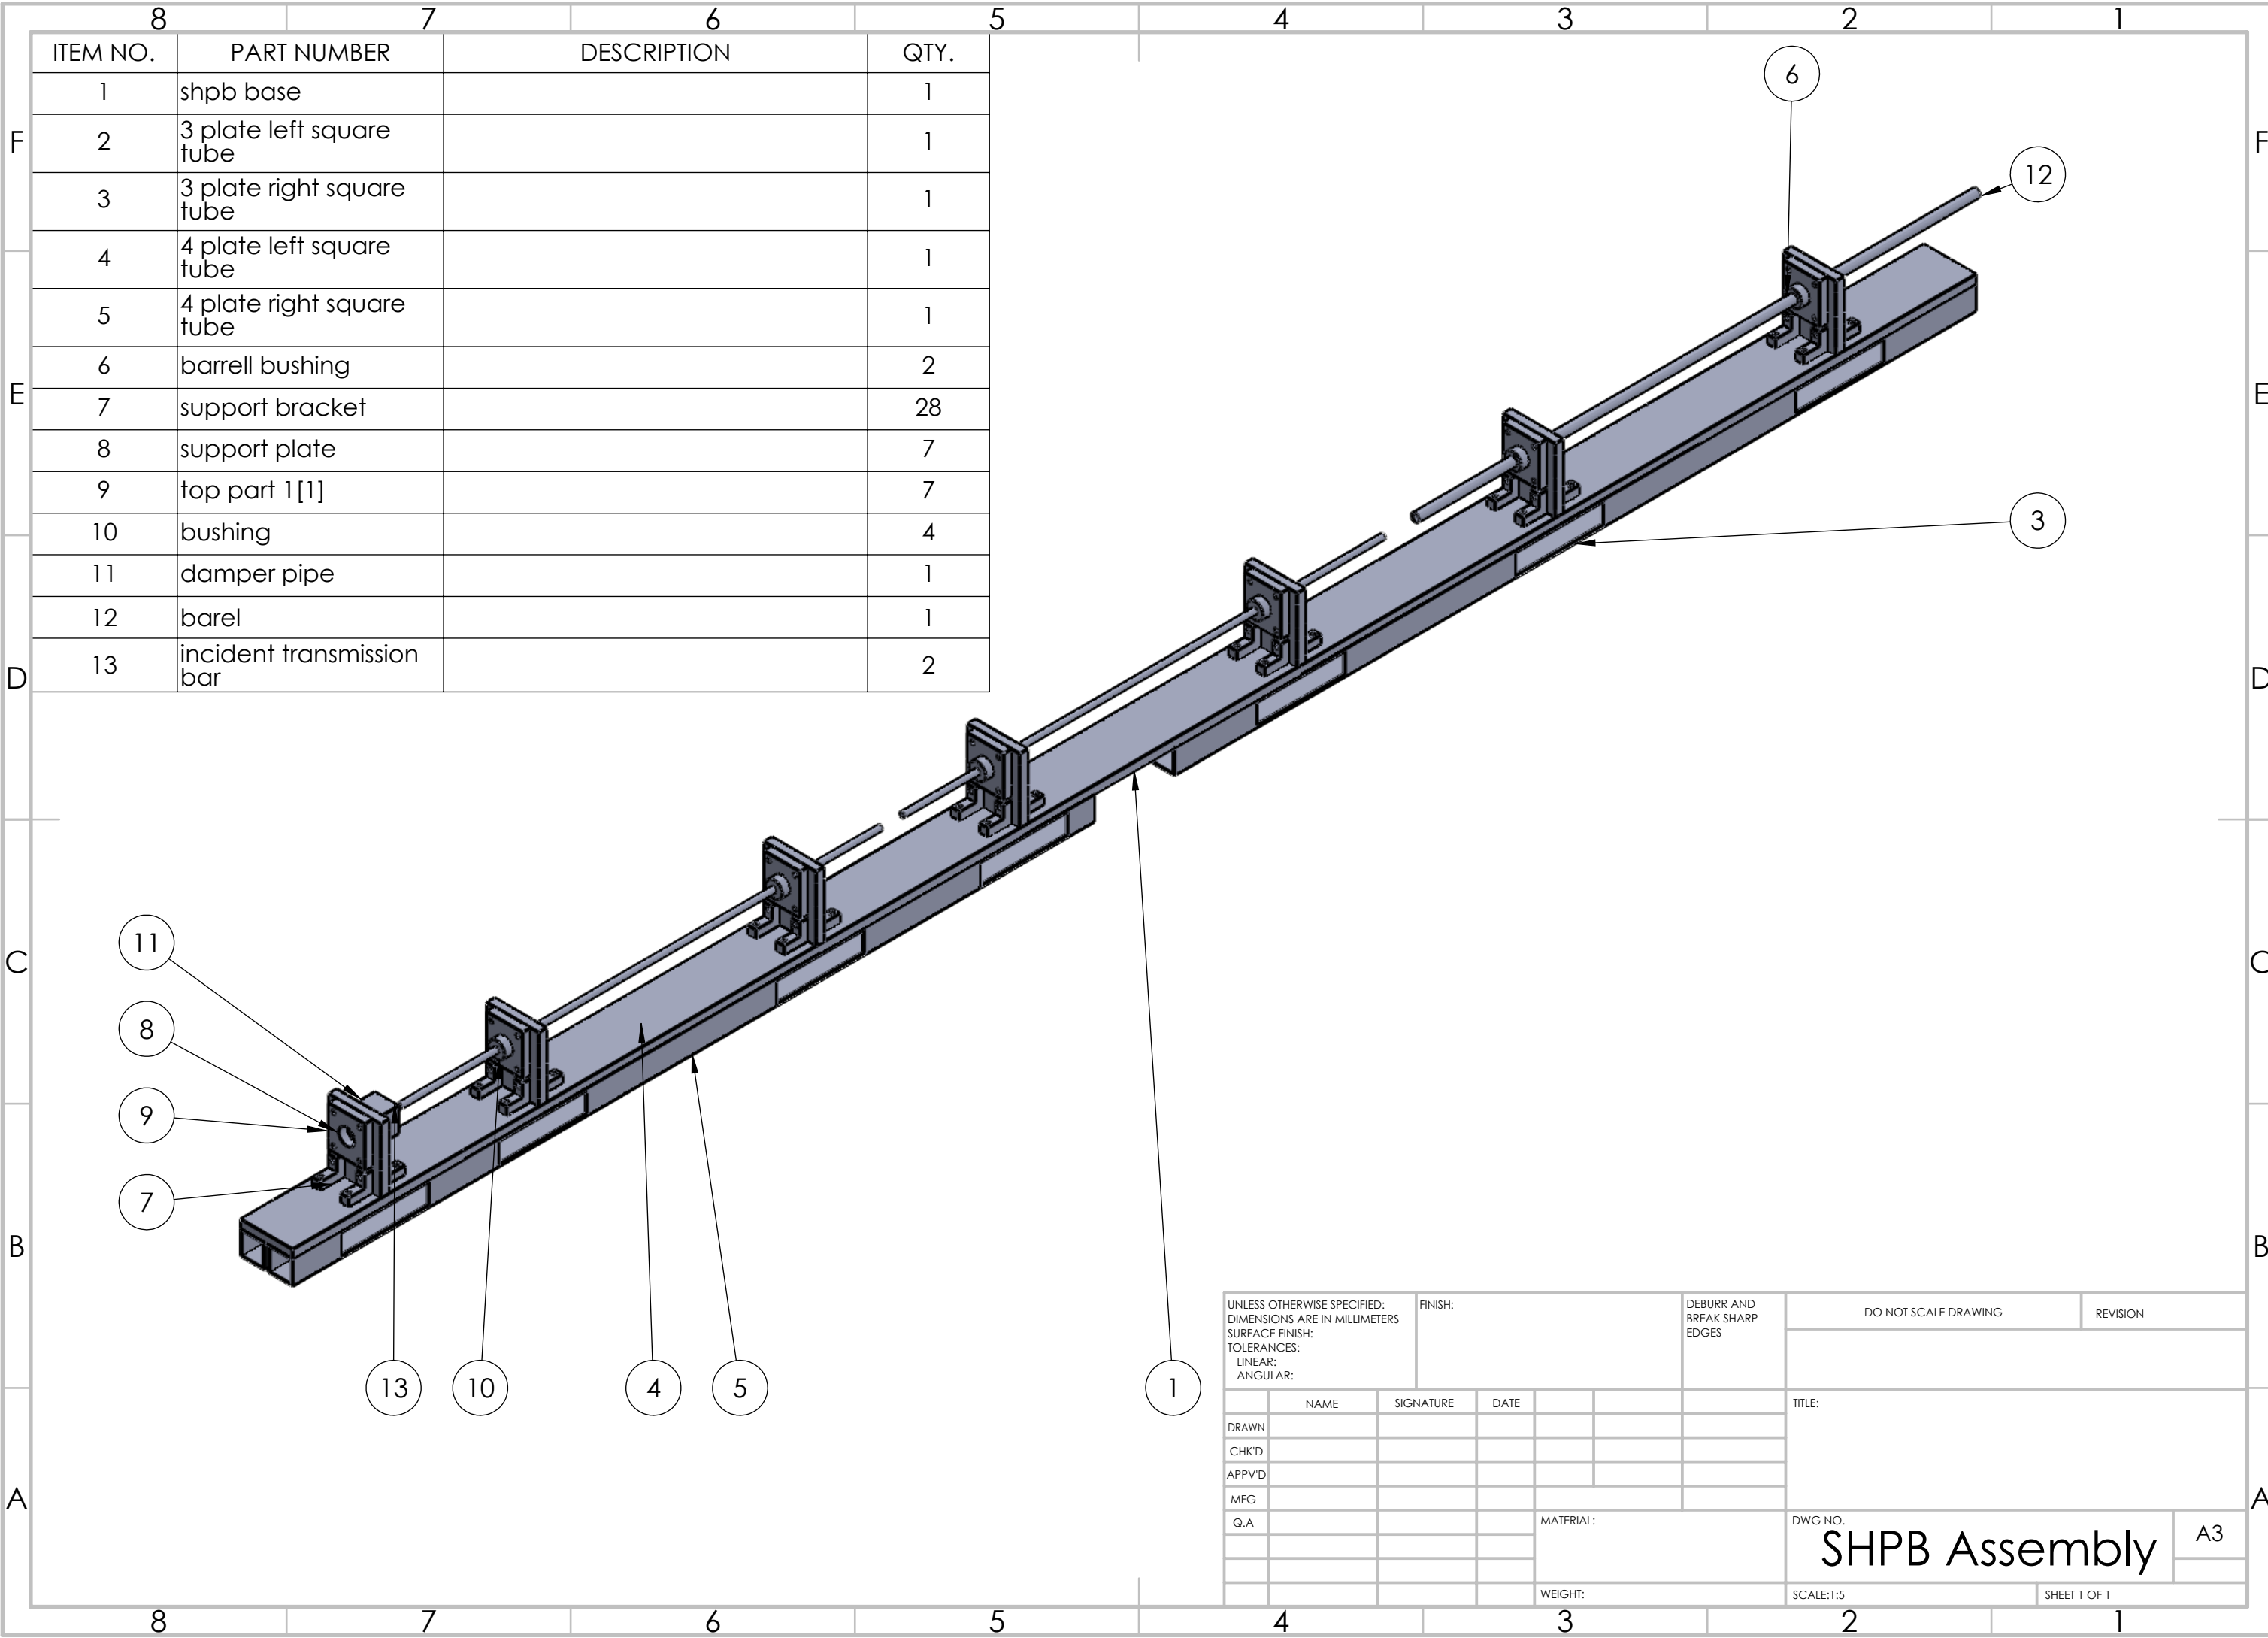 8 7 6 5 4 3 2 1
ITEM NO. PART NUMBER DESCRIPTION QTY.
1 shpb base 1
2 3 plate left square tube 1
3 3 plate right square tube 1
4 4 plate left square tube 1
5 4 plate right square tube 1
6 barrell bushing 2
7 support bracket 28
8 support plate 7
9 top part 1[1] 7
10 bushing 4
11 damper pipe 1
12 barel 1
13 incident transmission bar 2
F F
E E
D D
C C
B B
A A
6
12
3
11
8
9
7
13 10 4 5 1
UNLESS OTHERWISE SPECIFIED:
DIMENSIONS ARE IN MILLIMETERS
SURFACE FINISH:
TOLERANCES:
LINEAR:
ANGULAR:
FINISH:
DEBURR AND
BREAK SHARP
EDGES
DO NOT SCALE DRAWING
REVISION
NAME SIGNATURE DATE
DRAWN
CHK'D
APPV'D
MFG
Q.A
TITLE:
MATERIAL:
DWG NO.
SHPB Assembly
A3
WEIGHT:
SCALE:1:5
SHEET 1 OF 1
8 7 6 5 4 3 2 1